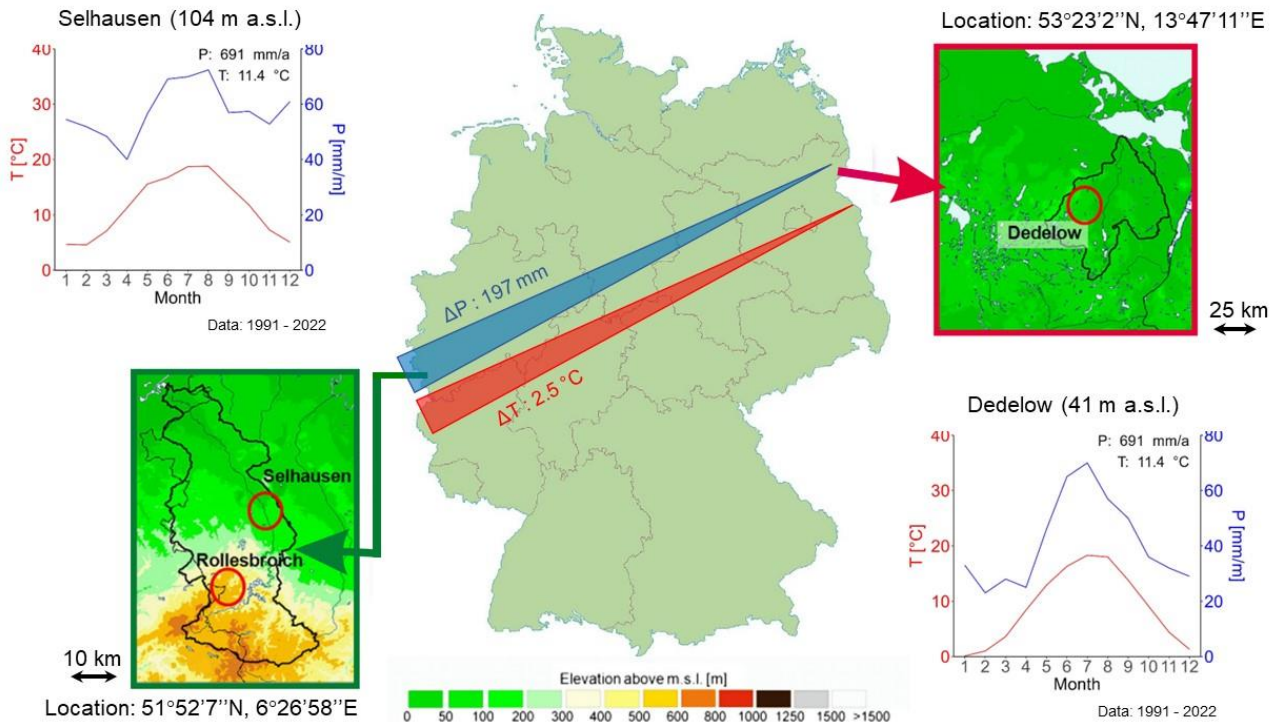 Selhausen (104 m a.s.l.)
40
30
20
10
0
T [°C]
P: 691 mm/a
T: 11.4 °C
80
60
40
20
0
P [mm/m]
1 2 3 4 5 6 7 8 9 10 11 12
Month
Data: 1991 - 2022
Location: 53°23'2''N, 13°47'11''E
Dedelow
25 km
ΔP : 197 mm
ΔT : 2.5 °C
Selhausen
Rollesbroich
10 km
Location: 51°52'7''N, 6°26'58''E
Dedelow (41 m a.s.l.)
40
30
20
10
0
T [°C]
P: 691 mm/a
T: 11.4 °C
80
60
40
20
0
P [mm/m]
1 2 3 4 5 6 7 8 9 10 11 12
Month
Data: 1991 - 2022
Elevation above m.s.l. [m]
0 50 100 200 300 400 500 600 800 1000 1250 1500 >1500